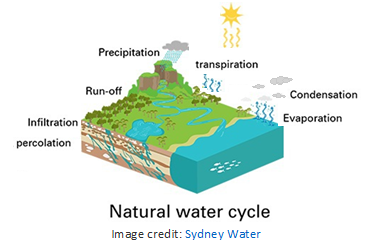 Precipitation
transpiration
Run-off
Condensation
Infiltration
Evaporation
percolation
Natural water cycle
Image credit: Sydney Water